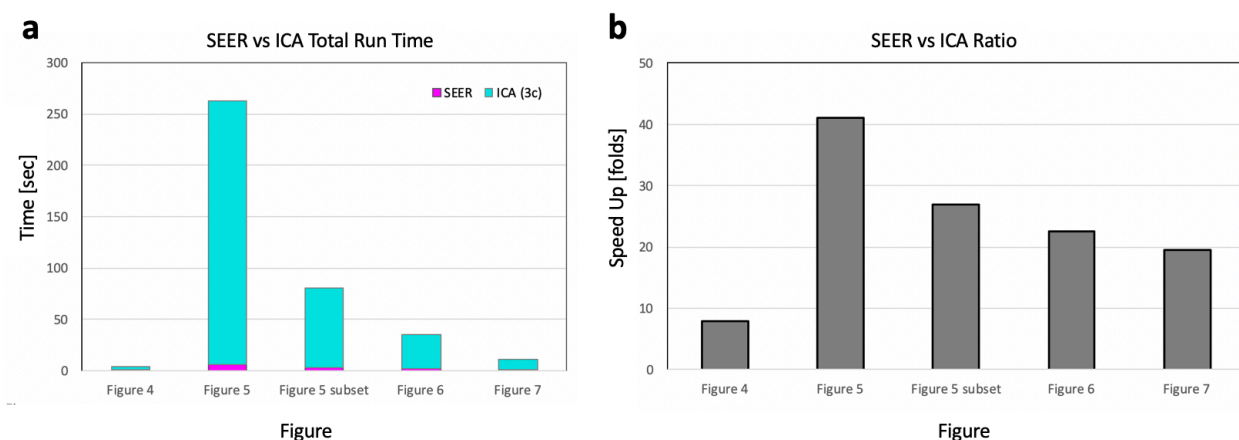 a
SEER vs ICA Total Run Time
300
250
200
150
100
50
0
Time [sec]
SEER ICA (3c)
Figure 4 Figure 5 Figure 5 subset Figure 6 Figure 7
Figure
b
SEER vs ICA Ratio
50
40
30
20
10
0
Speed Up [folds]
Figure 4 Figure 5 Figure 5 subset Figure 6 Figure 7
Figure